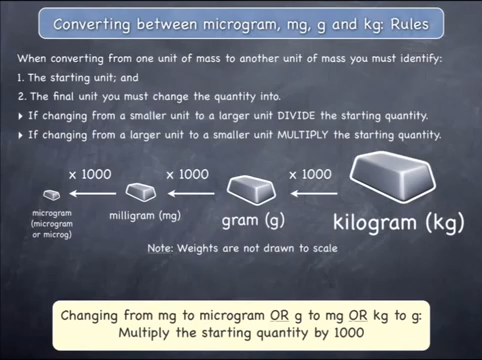 Converting between microgram, mg, g and kg: Rules
When converting from one unit of mass to another unit of mass you must identify:
1. The starting unit; and
2. The final unit you must change the quantity into.
‣ If changing from a smaller unit to a larger unit DIVIDE the starting quantity.
‣ If changing from a larger unit to a smaller unit MULTIPLY the starting quantity.
x 1000 x 1000 x 1000
microgram
(microgram
or microg)
milligram (mg)
gram (g)
kilogram (kg)
Note: Weights are not drawn to scale
Changing from mg to microgram OR g to mg OR kg to g:
Multiply the starting quantity by 1000